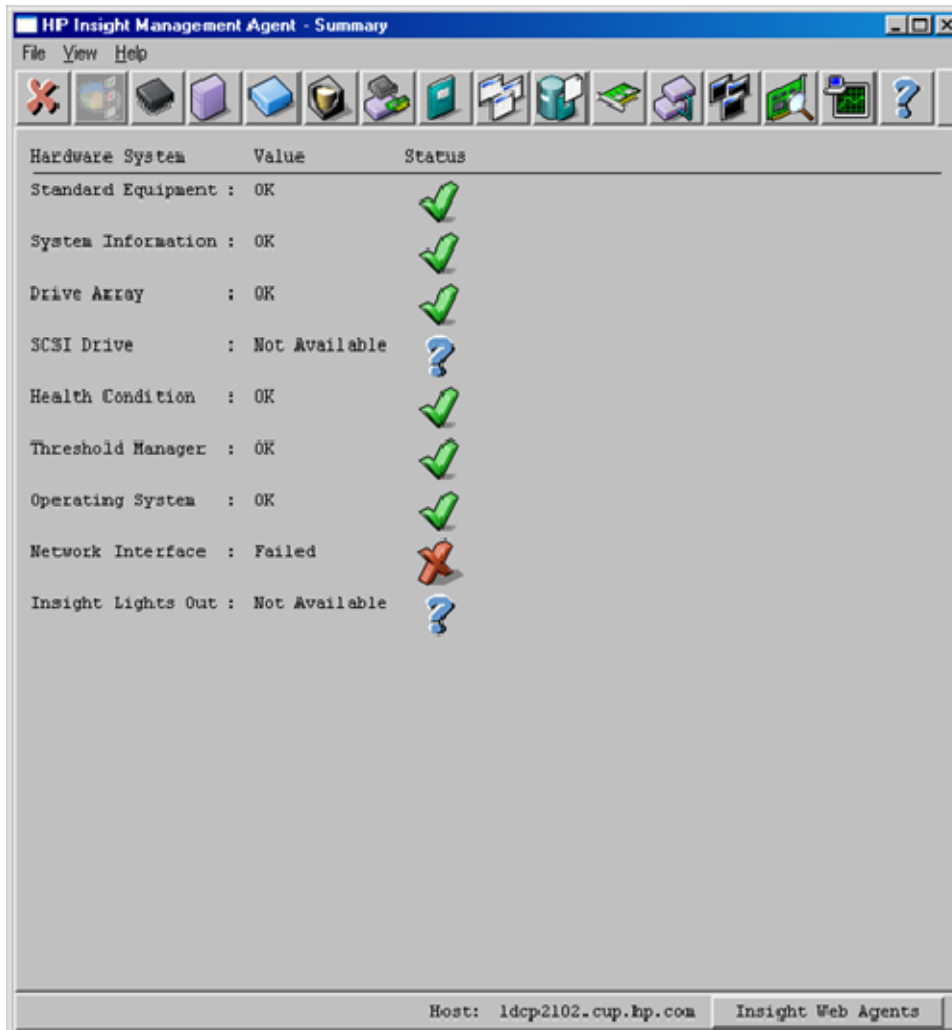 HP Insight Management Agent - Summary
File View Help
Hardware System Value Status
Standard Equipment : OK
System Information : OK
Drive Array : OK
SCSI Drive : Not Available
Health Condition : OK
Threshold Manager : OK
Operating System : OK
Network Interface : Failed
Insight Lights Out : Not Available
Host: ldcp2102.cup.hp.com Insight Web Agents